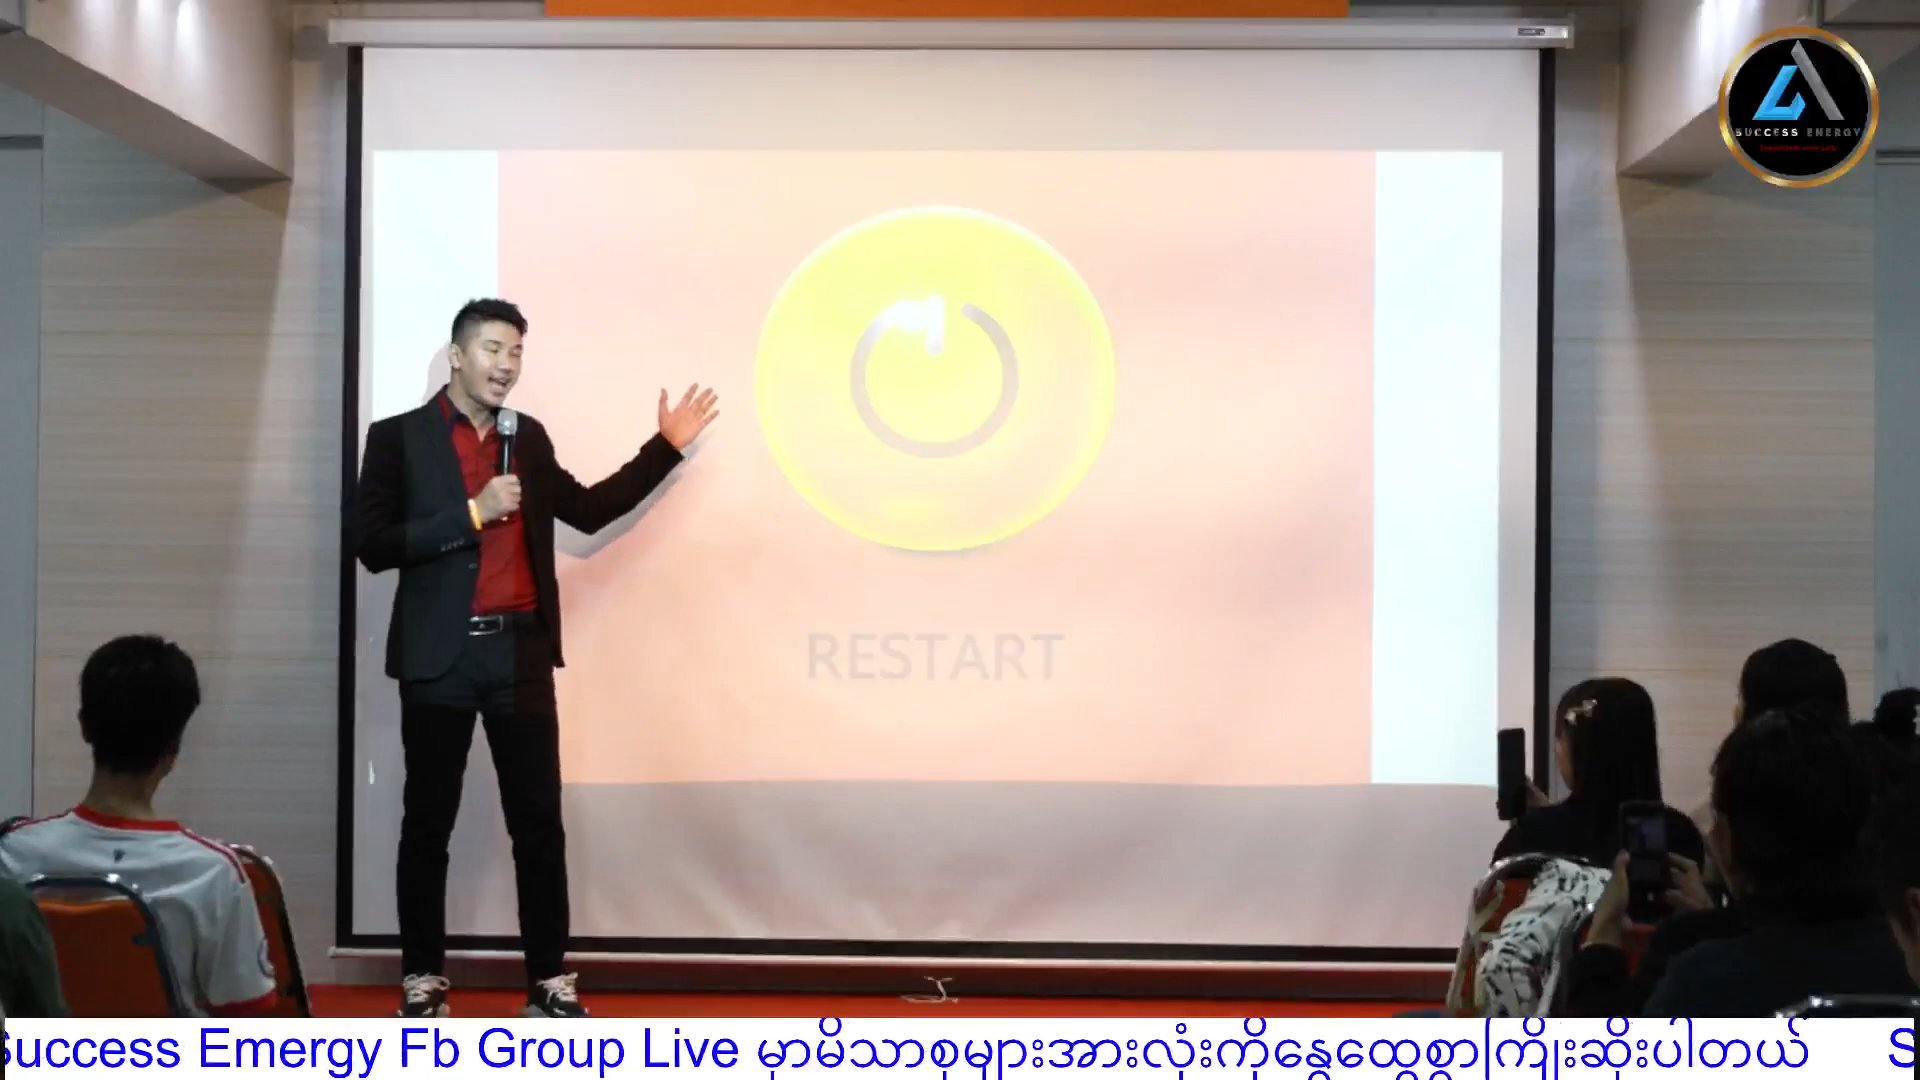 SUCCESS ENERGY
RESTART
Success Emergy Fb Group Live မှာမိသာစုများအားလုံးကိုနွေထွေစွာကြိုးဆိုးပါတယ် S